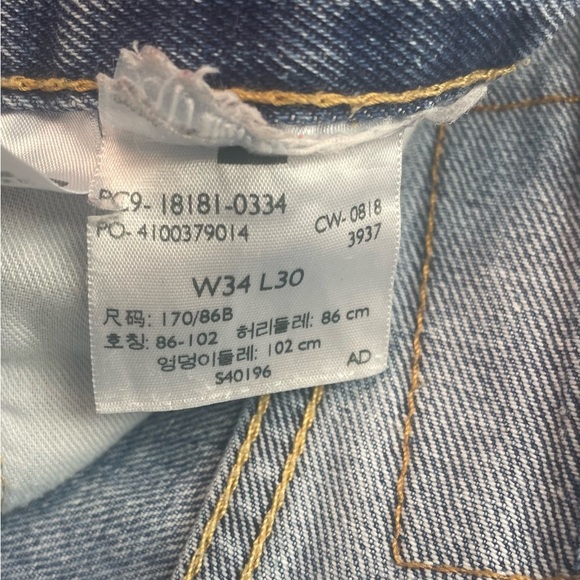 PC9-18181-0334
PO-4100379014
CW-0818
3937
W34 L30
尺码: 170/86B
호칭: 86-102 허리둘레: 86 cm
엉덩이둘레: 102 cm
S40196 AD